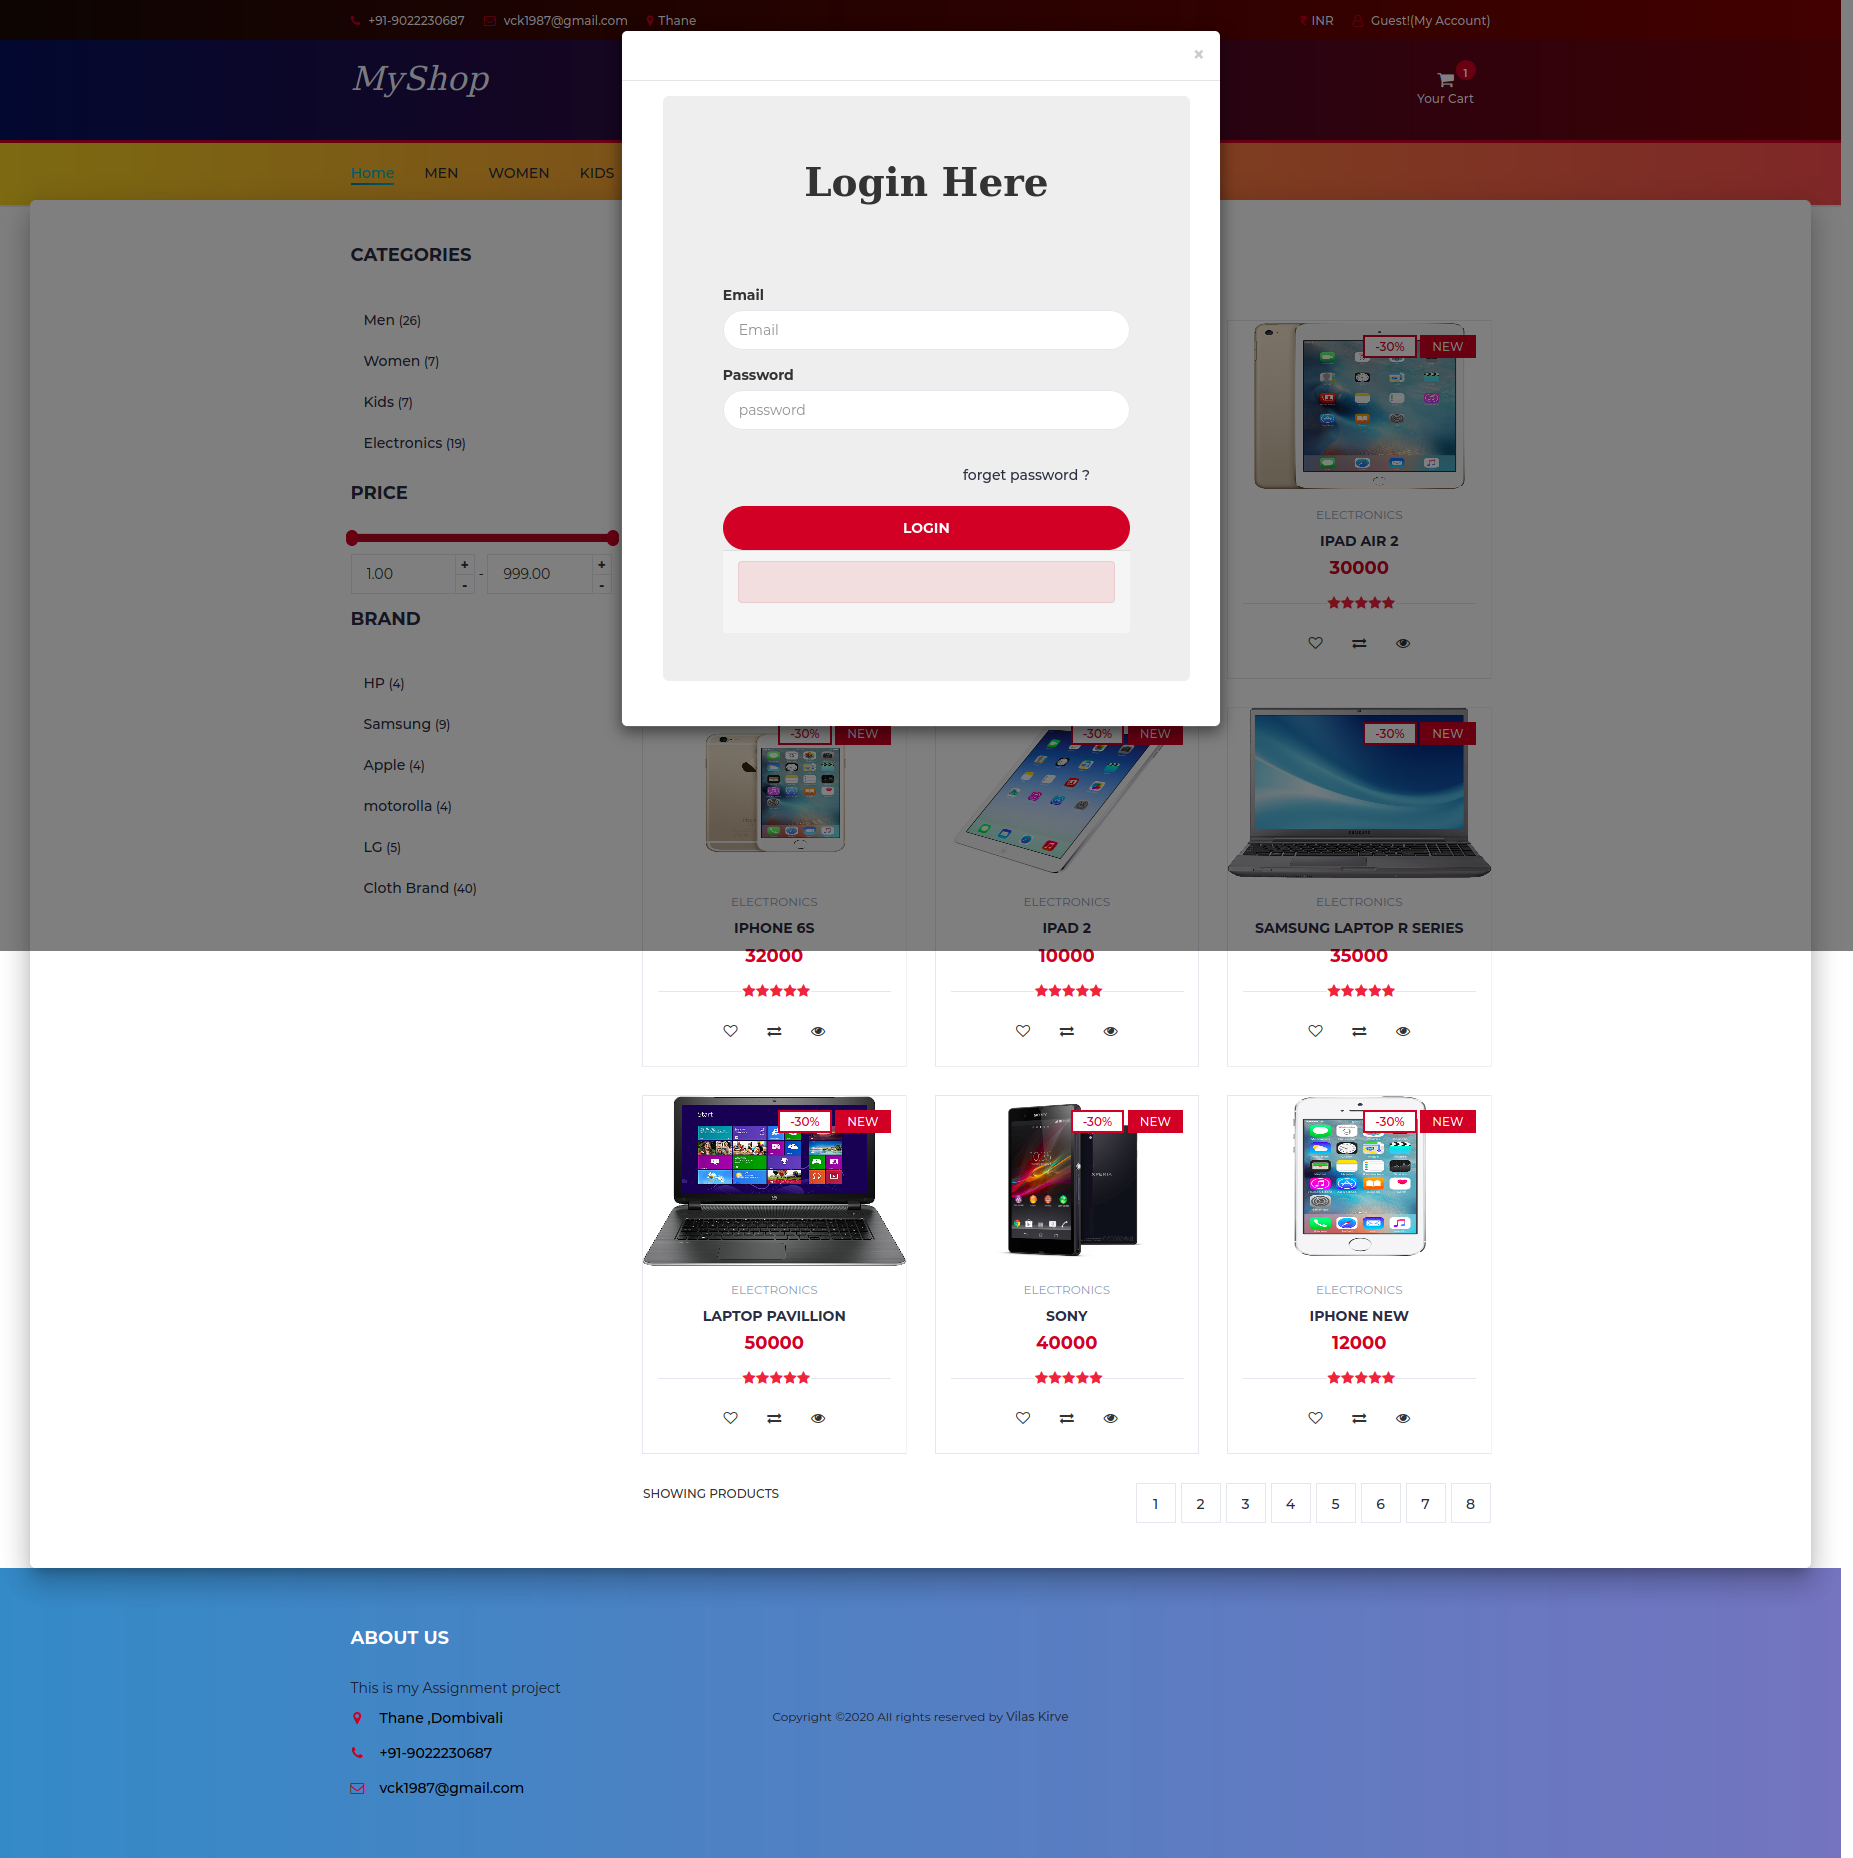 +91-9022230687 vck1987@gmail.com Thane INR Guest!(My Account)
×
MyShop
1
Your Cart
Home MEN WOMEN KIDS
Login Here
Email
Email
Password
password
forget password ?
LOGIN
CATEGORIES
Men (26)
Women (7)
Kids (7)
Electronics (19)
PRICE
1.00 + - - 999.00 + -
BRAND
HP (4)
Samsung (9)
Apple (4)
motorolla (4)
LG (5)
Cloth Brand (40)
-30% NEW
ELECTRONICS
IPAD AIR 2
30000
-30% NEW
ELECTRONICS
IPHONE 6S
32000
-30% NEW
ELECTRONICS
IPAD 2
10000
-30% NEW
ELECTRONICS
SAMSUNG LAPTOP R SERIES
35000
Start
-30% NEW
ELECTRONICS
LAPTOP PAVILLION
50000
SONY
XPERIA
-30% NEW
ELECTRONICS
SONY
40000
-30% NEW
ELECTRONICS
IPHONE NEW
12000
SHOWING PRODUCTS
1 2 3 4 5 6 7 8
ABOUT US
This is my Assignment project
Thane ,Dombivali
+91-9022230687
vck1987@gmail.com
Copyright ©2020 All rights reserved by Vilas Kirve